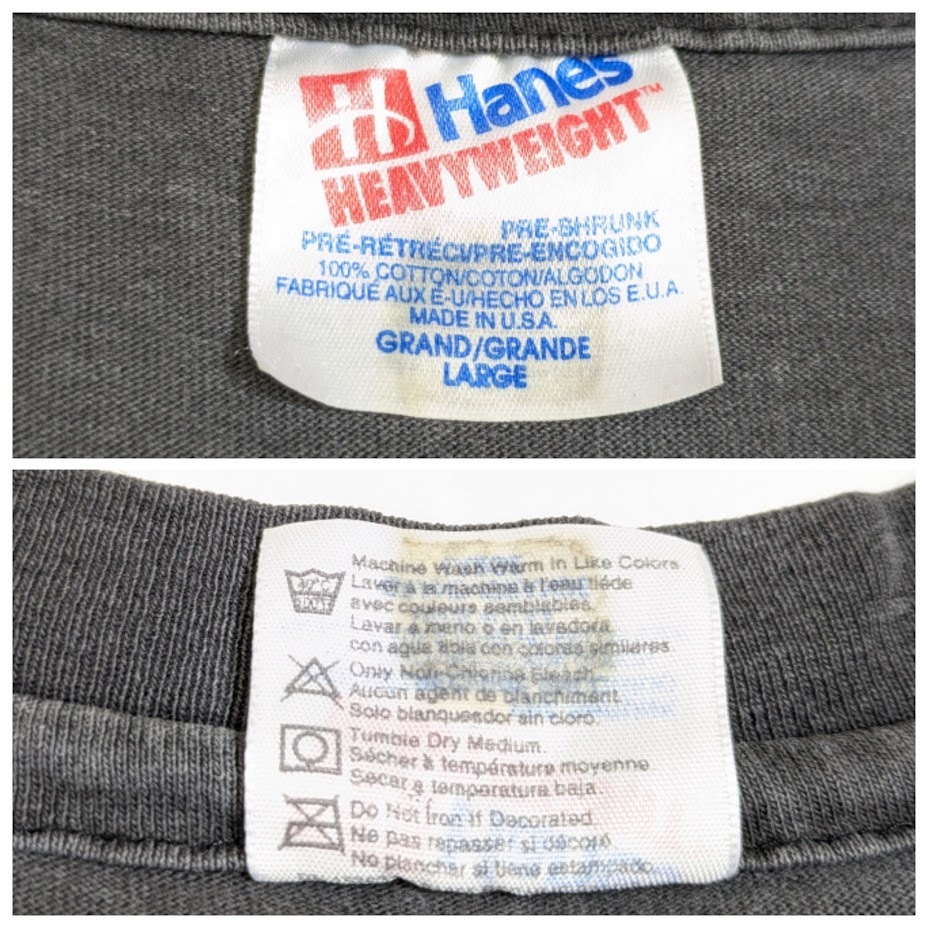 Hanes
HEAVYWEIGHT™
PRE-SHRUNK
PRÉ-RÉTRÉCI/PRE-ENCOGIDO
100% COTTON/COTON/ALGODON
FABRIQUÉ AUX É-U/HECHO EN LOS E.U.A.
MADE IN U.S.A.
GRAND/GRANDE
LARGE
Machine Wash Warm In Like Colors
Laver à la machine à l'eau tiède
avec couleurs semblables.
Lavar a mano o en lavadora
con agua tibia con colores similares.
40°C
Only Non-Chlorine Bleach.
Aucun agent de blanchiment.
Solo blanqueador sin cloro.
Tumble Dry Medium.
Sécher à température moyenne.
Secar a temperatura baja.
Do Not Iron If Decorated.
Ne pas repasser si décoré.
No planchar si tiene estampado.